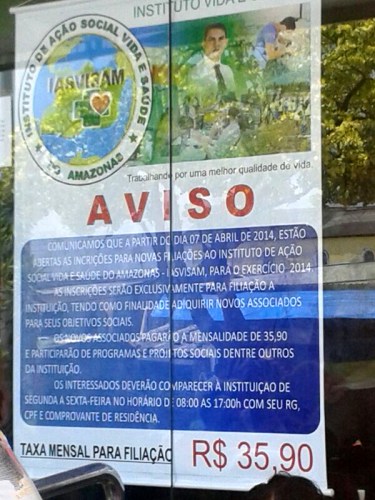 INSTITUTO VIDA E
INSTITUTO DE AÇÃO SOCIAL VIDA E SAÚDE
IASVISAM
AMAZONAS
Trabalhando por uma melhor qualidade de vida.
AVISO
COMUNICAMOS QUE A PARTIR DO DIA 07 DE ABRIL DE 2014, ESTÃO
ABERTAS AS INCRIÇÕES PARA NOVAS FILIAÇÕES AO INSTITUTO DE AÇÃO
SOCIAL VIDA E SAÚDE DO AMAZONAS - IASVISAM, PARA O EXERCÍCIO 2014.
AS INSCRIÇÕES SERÃO EXCLUSIVAMENTE PARA FILIAÇÃO A
INSTITUIÇÃO, TENDO COMO FINALIDADE ADIQUIRIR NOVOS ASSOCIADOS
PARA SEUS OBJETIVOS SOCIAIS.
OS NOVOS ASSOCIADOS PAGARÃO A MENSALIDADE DE 35,90
E PARTICIPARÃO DE PROGRAMAS E PROJETOS SOCIAIS DENTRE OUTROS
DA INSTITUIÇÃO.
OS INTERESSADOS DEVERÃO COMPARECER À INSTITUIÇAO DE
SEGUNDA A SEXTA-FEIRA NO HORÁRIO DE 08:00 AS 17:00h COM SEU RG,
CPF E COMPROVANTE DE RESIDÊNCIA.
TAXA MENSAL PARA FILIAÇÃO R$ 35,90